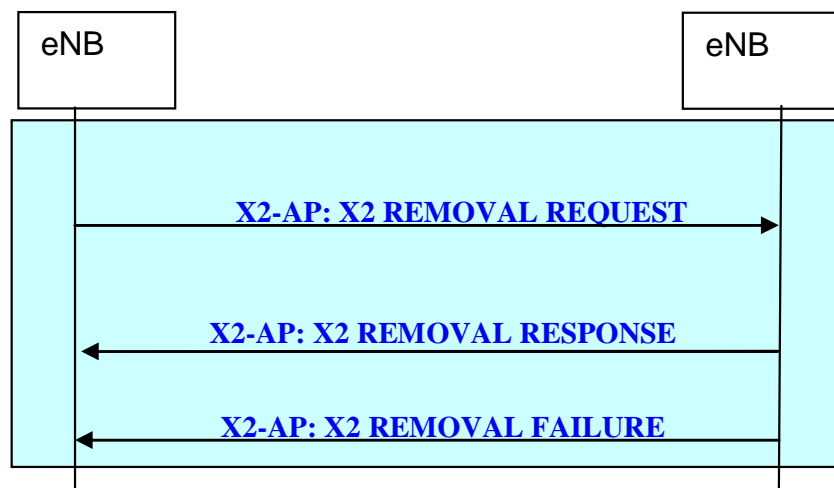 eNB
eNB
X2-AP: X2 REMOVAL REQUEST
X2-AP: X2 REMOVAL RESPONSE
X2-AP: X2 REMOVAL FAILURE